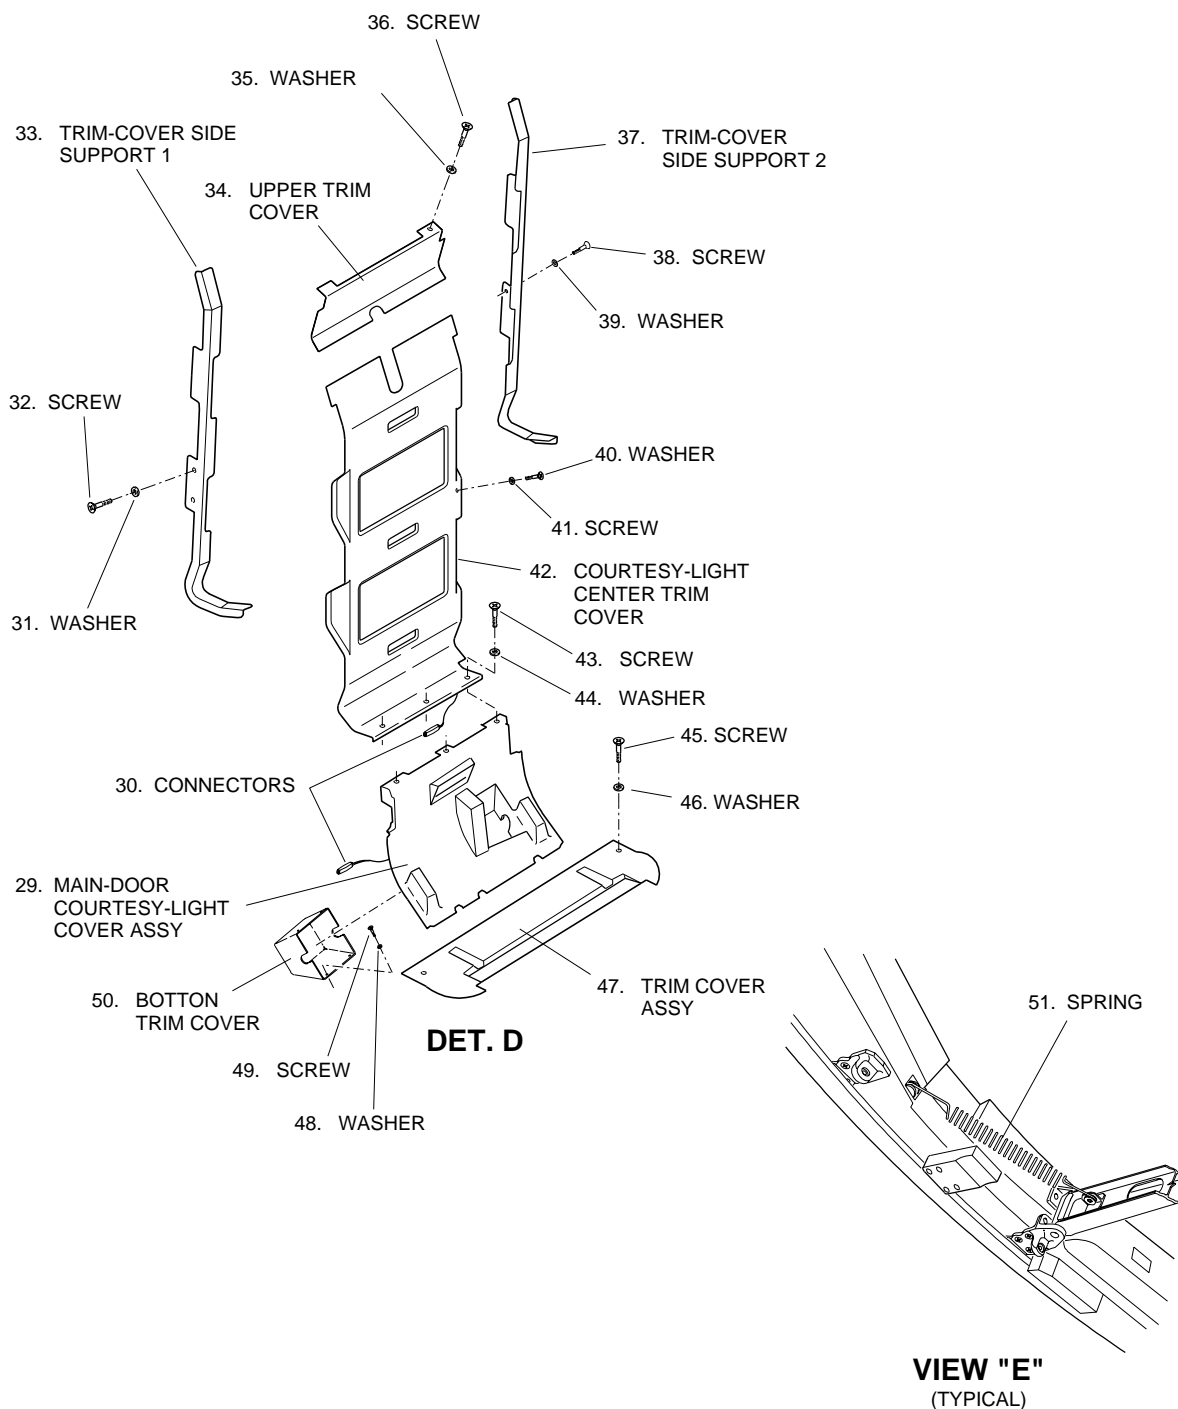 36. SCREW
35. WASHER
33. TRIM-COVER SIDE
SUPPORT 1
37. TRIM-COVER
SIDE SUPPORT 2
34. UPPER TRIM
COVER
38. SCREW
39. WASHER
32. SCREW
40. WASHER
41. SCREW
42. COURTESY-LIGHT
CENTER TRIM
COVER
31. WASHER
43. SCREW
44. WASHER
45. SCREW
30. CONNECTORS
46. WASHER
29. MAIN-DOOR
COURTESY-LIGHT
COVER ASSY
47. TRIM COVER
ASSY
50. BOTTON
TRIM COVER
51. SPRING
DET. D
49. SCREW
48. WASHER
VIEW "E"
(TYPICAL)